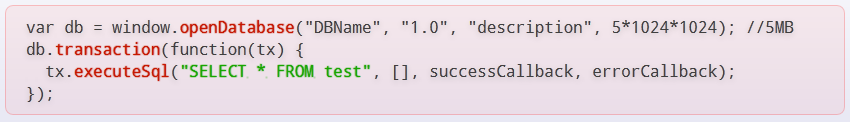 var db = window.openDatabase("DBName", "1.0", "description", 5*1024*1024); //5MB
db.transaction(function(tx) {
  tx.executeSql("SELECT * FROM test", [], successCallback, errorCallback);
});